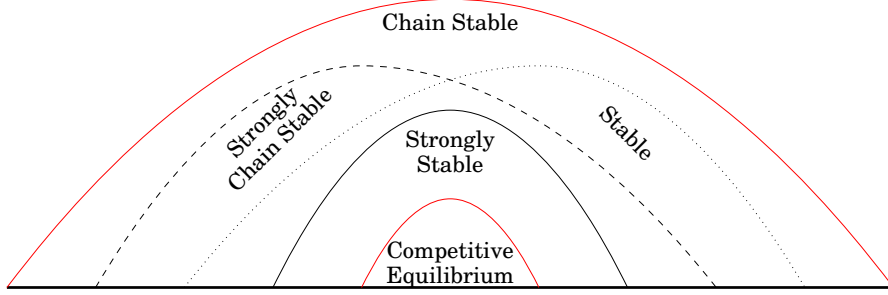 Chain Stable
Strongly
Chain Stable
Stable
Strongly
Stable
Competitive
Equilibrium